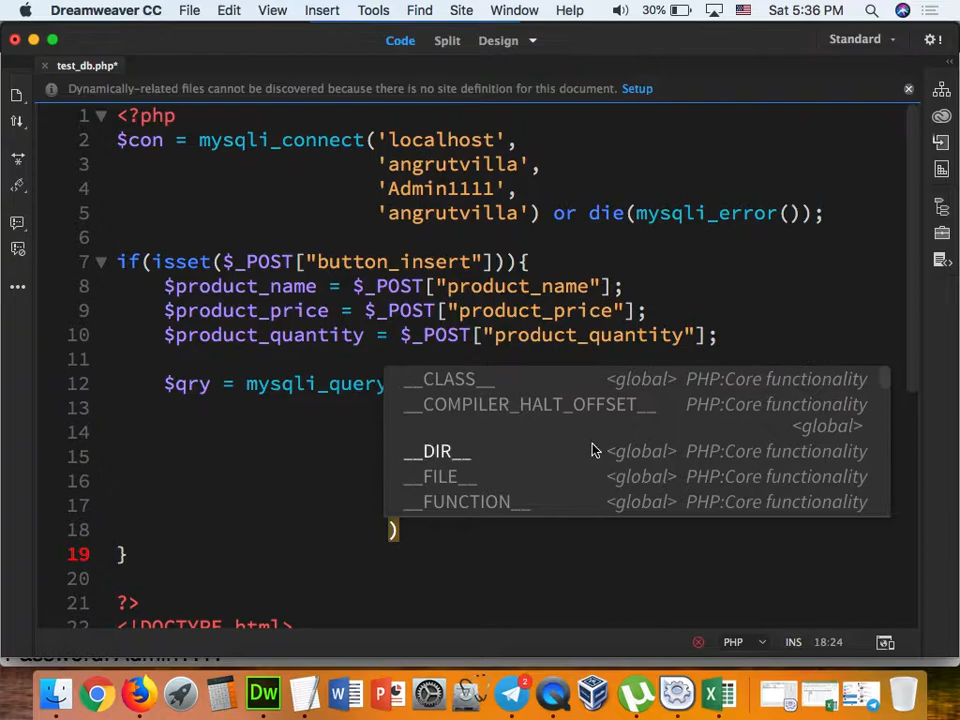 Dreamweaver CC File Edit View Insert Tools Find Site Window Help 30% Sat 5:36 PM
Code Split Design Standard
test_db.php*
Dynamically-related files cannot be discovered because there is no site definition for this document. Setup
1 <?php
2 $con = mysqli_connect('localhost',
3 'angrutvilla',
4 'Admin1111',
5 'angrutvilla') or die(mysqli_error());
6
7 if(isset($_POST["button_insert"])){
8 $product_name = $_POST["product_name"];
9 $product_price = $_POST["product_price"];
10 $product_quantity = $_POST["product_quantity"];
11
12 $qry = mysqli_query
__CLASS__ <global> PHP:Core functionality
13
__COMPILER_HALT_OFFSET__ PHP:Core functionality
<global>
14
15 __DIR__ <global> PHP:Core functionality
16 __FILE__ <global> PHP:Core functionality
17 __FUNCTION__ <global> PHP:Core functionality
18 )
19 }
20
21 ?>
22 <!DOCTYPE html>
PHP INS 18:24
Dw 2